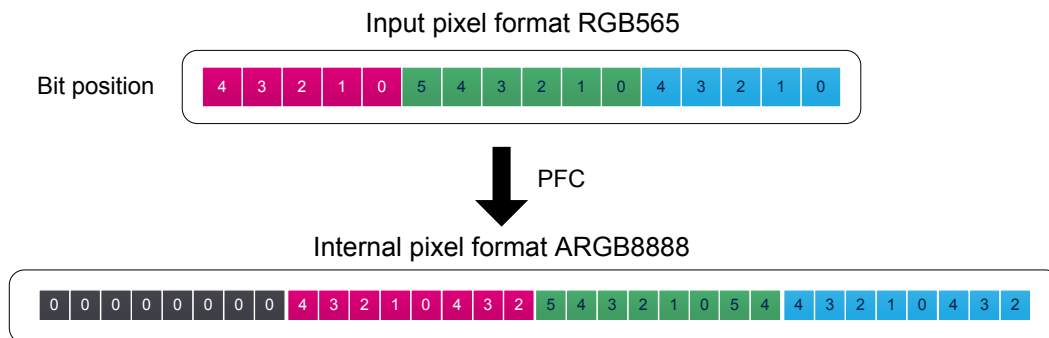 Input pixel format RGB565
Bit position
4 3 2 1 0 5 4 3 2 1 0 4 3 2 1 0
PFC
Internal pixel format ARGB8888
0 0 0 0 0 0 0 0 4 3 2 1 0 4 3 2 5 4 3 2 1 0 5 4 4 3 2 1 0 4 3 2